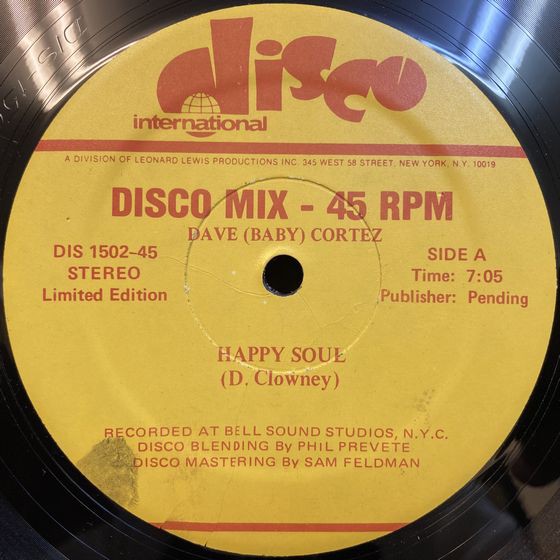 disco
international
A DIVISION OF LEONARD LEWIS PRODUCTIONS INC. 345 WEST 58 STREET, NEW YORK, N.Y. 10019
DISCO MIX - 45 RPM
DAVE (BABY) CORTEZ
DIS 1502-45
STEREO
Limited Edition
SIDE A
Time: 7:05
Publisher: Pending
HAPPY SOUL
(D. Clowney)
RECORDED AT BELL SOUND STUDIOS, N.Y.C.
DISCO BLENDING By PHIL PREVETE
DISCO MASTERING By SAM FELDMAN